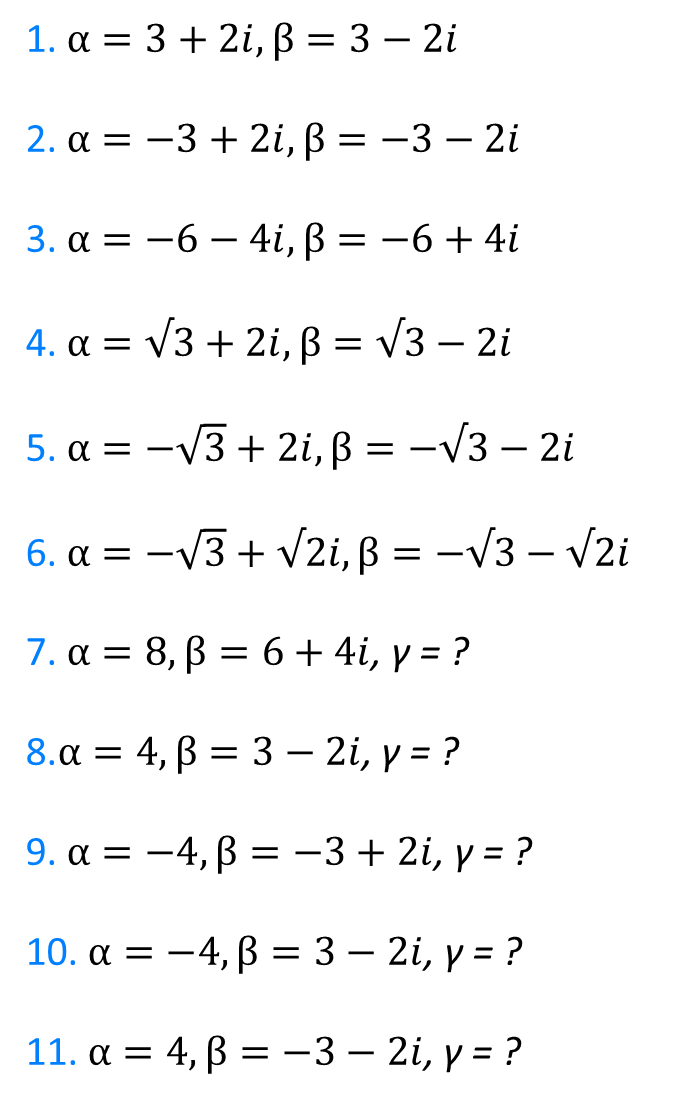 1. α = 3 + 2i, β = 3 − 2i
2. α = −3 + 2i, β = −3 − 2i
3. α = −6 − 4i, β = −6 + 4i
4. α = √3 + 2i, β = √3 − 2i
5. α = −√3 + 2i, β = −√3 − 2i
6. α = −√3 + √2i, β = −√3 − √2i
7. α = 8, β = 6 + 4i, γ = ?
8.α = 4, β = 3 − 2i, γ = ?
9. α = −4, β = −3 + 2i, γ = ?
10. α = −4, β = 3 − 2i, γ = ?
11. α = 4, β = −3 − 2i, γ = ?